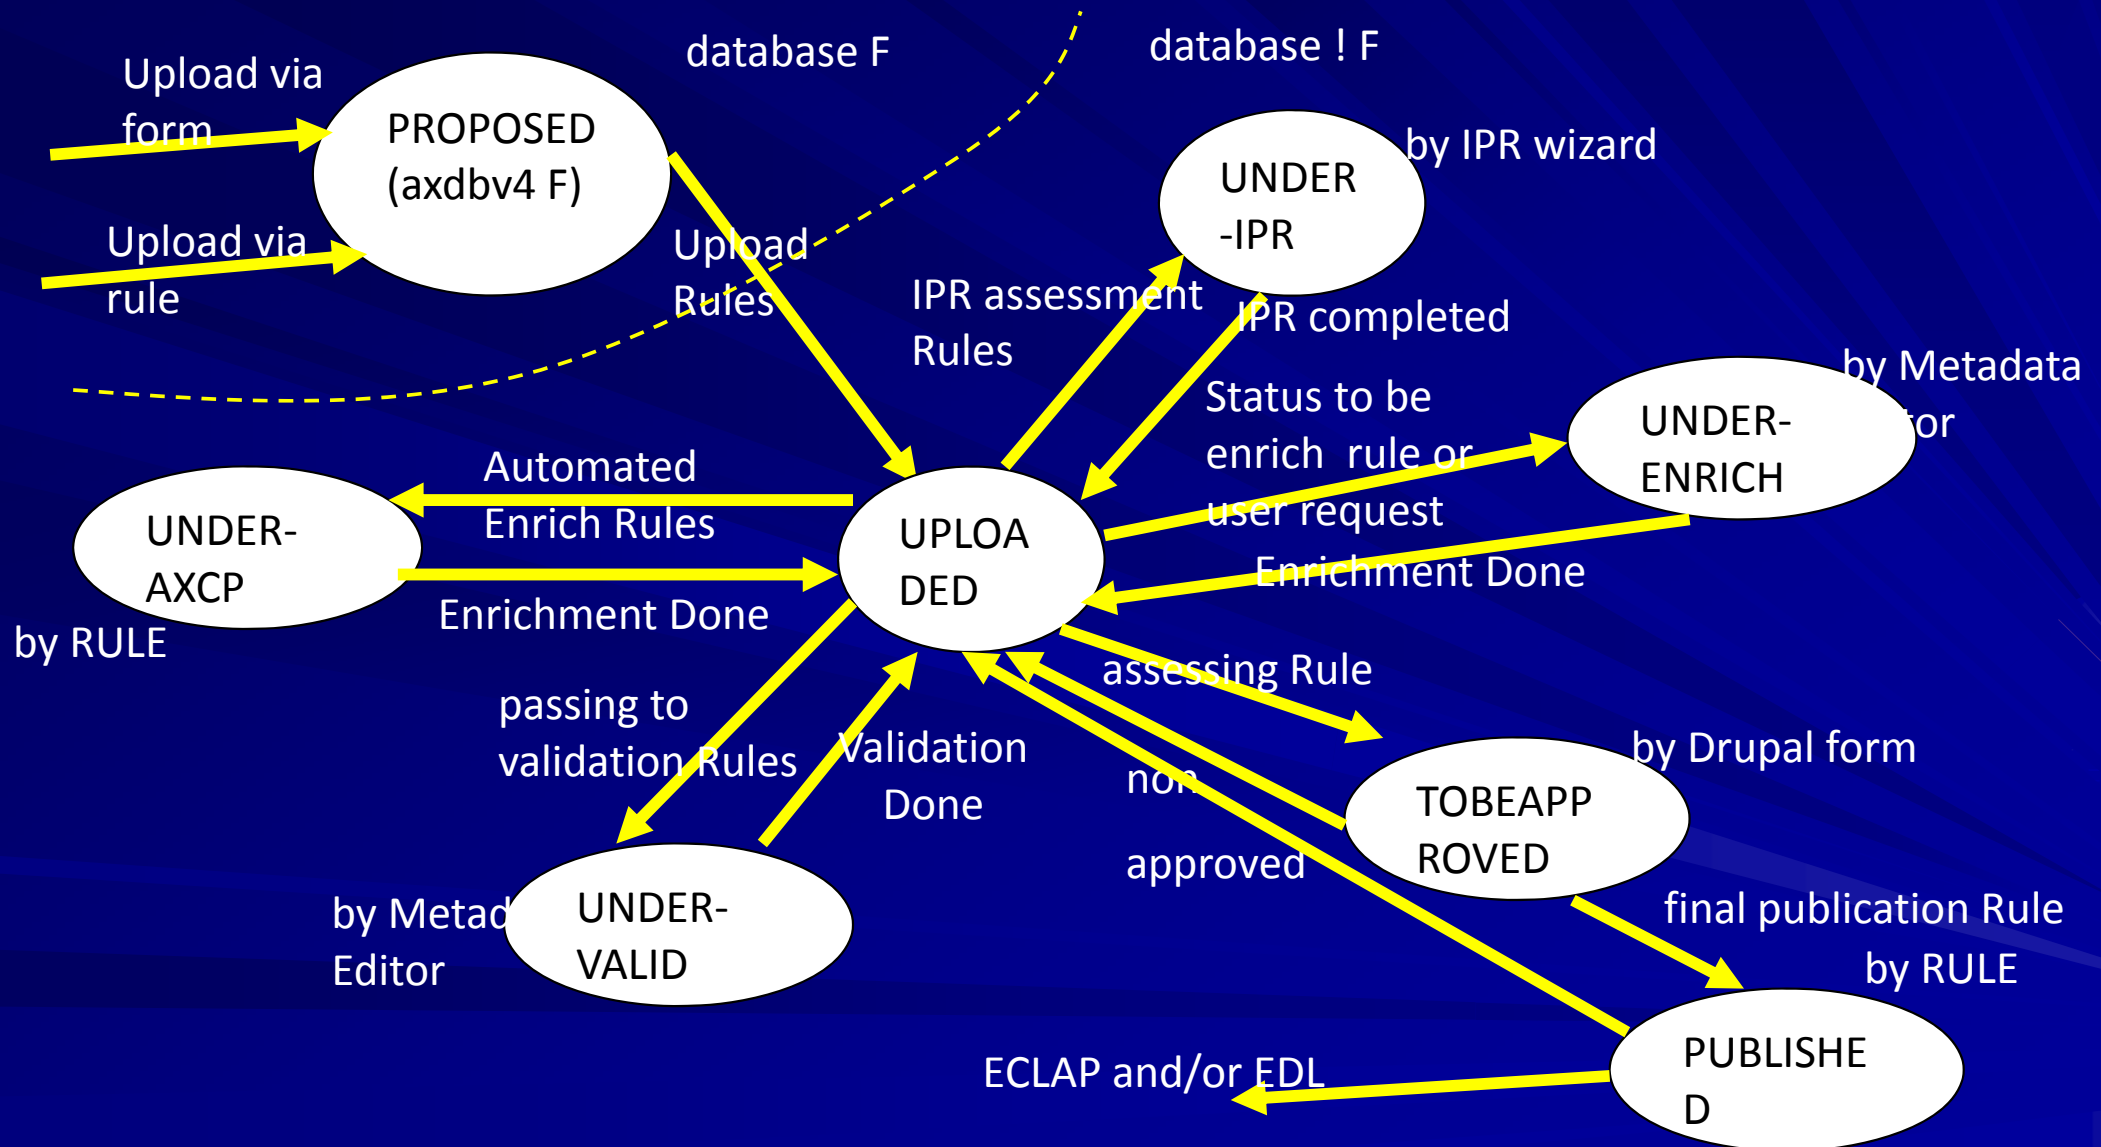 database F
database ! F
Upload via
form
PROPOSED
(axdbv4 F)
by IPR wizard
UNDER
-IPR
Upload via
rule
Upload
Rules
IPR assessment
Rules
IPR completed
by Metadata
tor
Status to be
enrich rule or
user request
UNDER-
ENRICH
Automated
Enrich Rules
UNDER-
AXCP
UPLOA
DED
Enrichment Done
Enrichment Done
by RULE
assessing Rule
passing to
validation Rules
Validation
Done
non
approved
by Drupal form
TOBEAPP
ROVED
by Metad
Editor
UNDER-
VALID
final publication Rule
by RULE
ECLAP and/or EDL
PUBLISHE
D